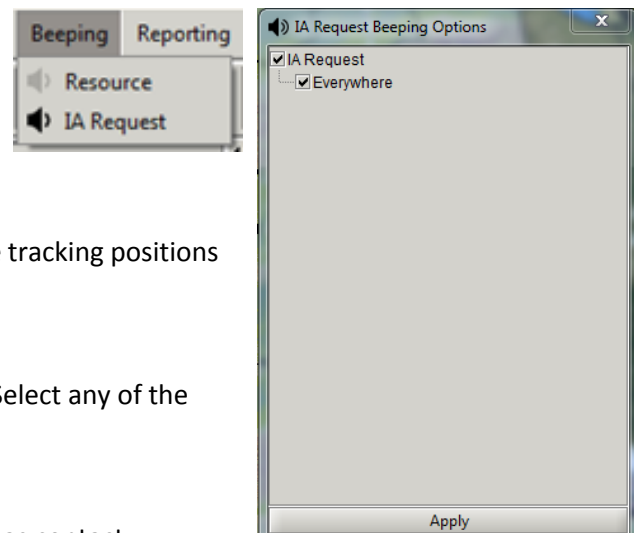 Beeping Reporting
Resource
IA Request
IA Request Beeping Options
x
IA Request
Everywhere
tracking positions
Select any of the
Apply